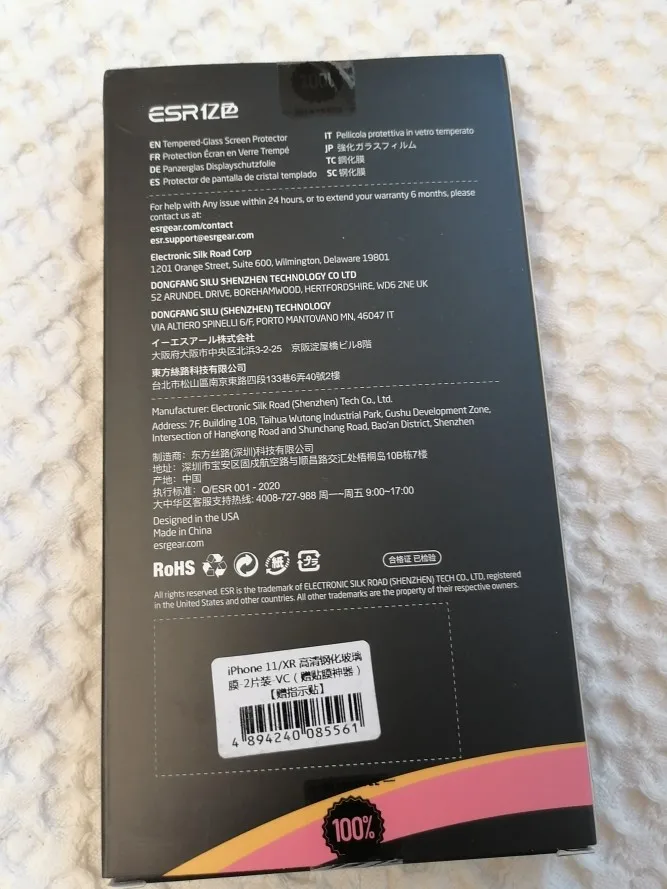 100%
ESR亿色
EN Tempered-Glass Screen Protector
FR Protection Écran en Verre Trempé
DE Panzerglas Displayschutzfolie
ES Protector de pantalla de cristal templado
IT Pellicola protettiva in vetro temperato
JP 強化ガラスフィルム
TC 鋼化膜
SC 钢化膜
For help with Any issue within 24 hours, or to extend your warranty 6 months, please
contact us at:
esrgear.com/contact
esr.support@esrgear.com
Electronic Silk Road Corp
1201 Orange Street, Suite 600, Wilmington, Delaware 19801
DONGFANG SILU SHENZHEN TECHNOLOGY CO LTD
52 ARUNDEL DRIVE, BOREHAMWOOD, HERTFORDSHIRE, WD6 2NE UK
DONGFANG SILU (SHENZHEN) TECHNOLOGY
VIA ALTIERO SPINELLI 6/F, PORTO MANTOVANO MN, 46047 IT
イーエスアール株式会社
大阪府大阪市中央区北浜3-2-25 京阪淀屋橋ビル8階
東方絲路科技有限公司
台北市松山區南京東路四段133巷6弄40號2樓
Manufacturer: Electronic Silk Road (Shenzhen) Tech Co., Ltd.
Address: 7F, Building 10B, Taihua Wutong Industrial Park, Gushu Development Zone,
Intersection of Hangkong Road and Shunchang Road, Bao'an District, Shenzhen
制造商：东方丝路(深圳)科技有限公司
地址：深圳市宝安区固戍航空路与顺昌路交汇处梧桐岛10B栋7楼
产地：中国
执行标准：Q/ESR 001 - 2020
大中华区客服支持热线: 4008-727-988 周一~周五 9:00~17:00
Designed in the USA
Made in China
esrgear.com
RoHS
紙
プラ
合格证 已检验
All rights reserved. ESR is the trademark of ELECTRONIC SILK ROAD (SHENZHEN) TECH CO., LTD, registered
in the United States and other countries. All other trademarks are the property of their respective owners.
iPhone 11/XR 高清钢化玻璃
膜-2片装-VC（赠贴膜神器）
【赠指示贴】
4 894240 085561
100%